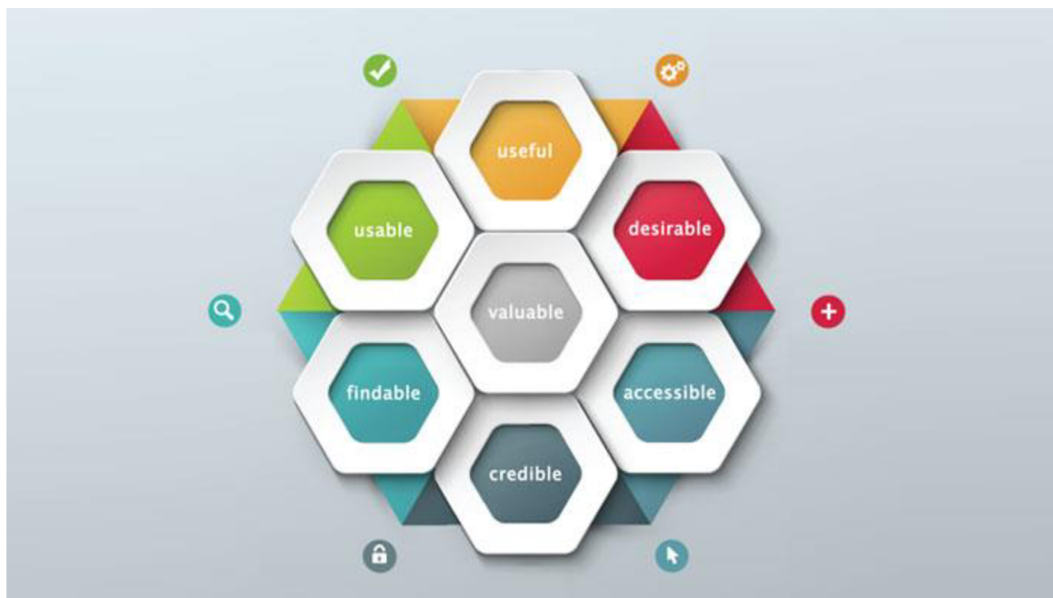 useful
usable
desirable
valuable
findable
accessible
credible